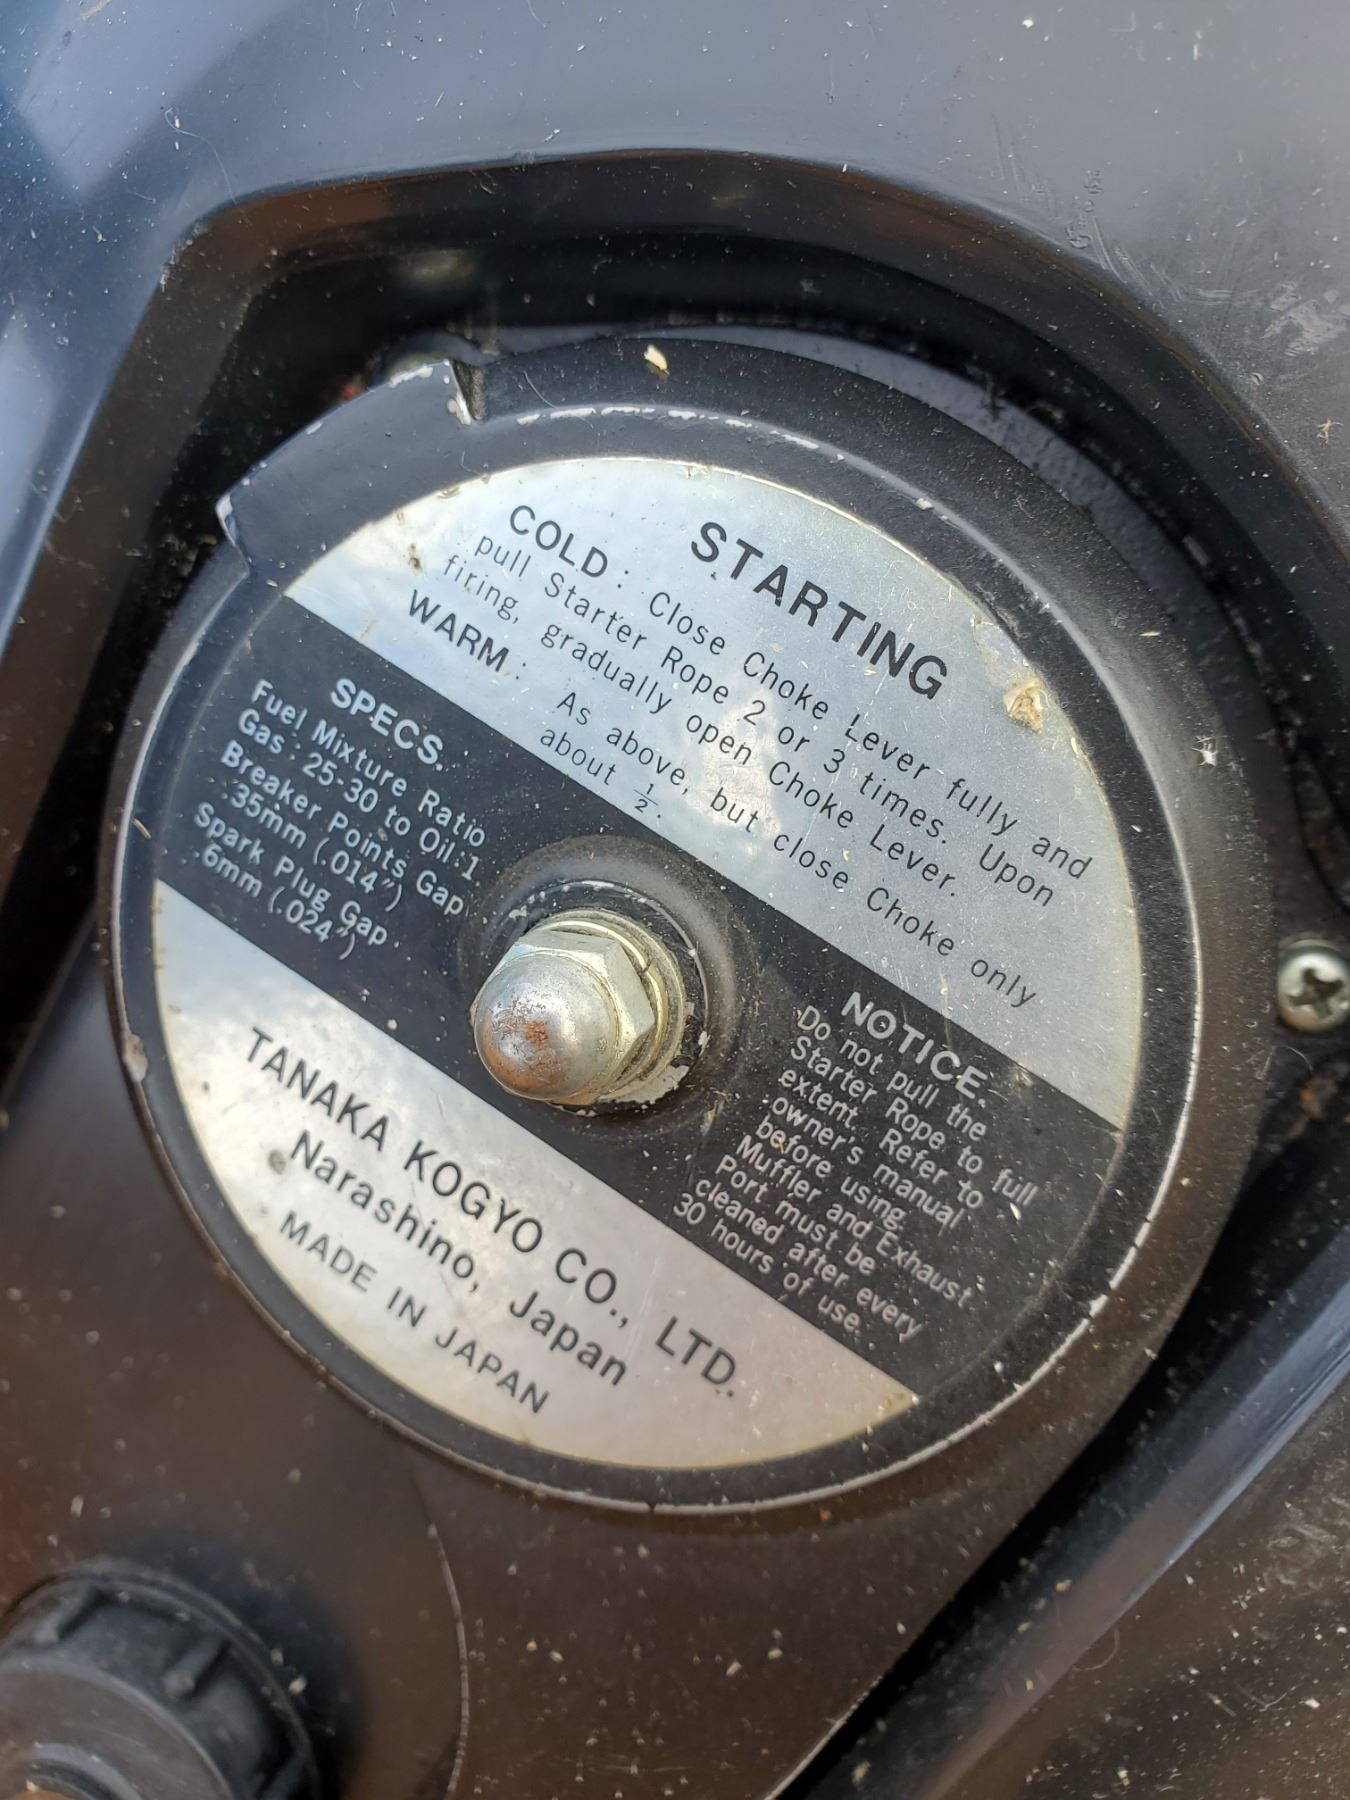 STARTING
COLD: Close Choke Lever fully and
pull Starter Rope 2 or 3 times. Upon
firing, gradually open Choke Lever.
WARM: As above, but close Choke only
about ½.
SPECS.
Fuel Mixture Ratio
Gas: 25-30 to Oil:1
Breaker Points Gap
.35mm (.014")
Spark Plug Gap
.6mm (.024")
NOTICE.
Do not pull the
Starter Rope to full
extent. Refer to
owner's manual
before using.
Muffler and Exhaust
Port must be
cleaned after every
30 hours of use.
TANAKA KOGYO CO., LTD.
Narashino, Japan
MADE IN JAPAN